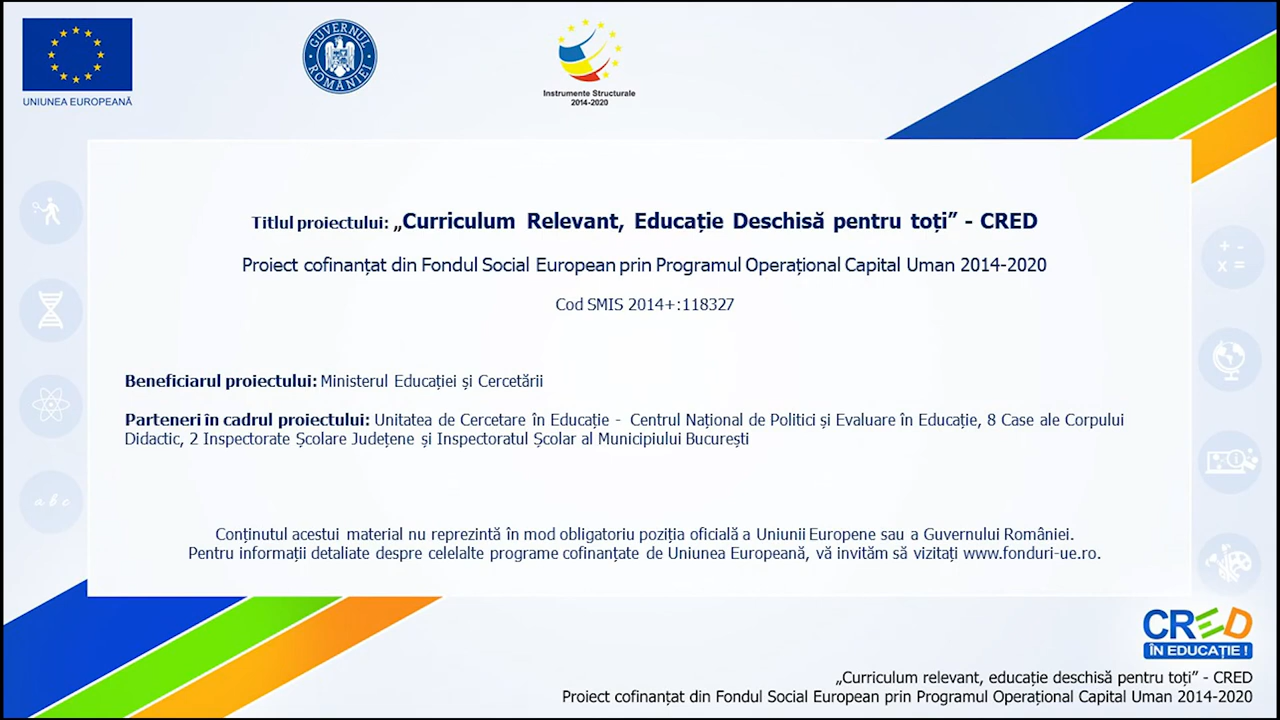 UNIUNEA EUROPEANĂ
GUVERNUL ROMÂNIEI
Instrumente Structurale
2014-2020
Titlul proiectului: „Curriculum Relevant, Educație Deschisă pentru toți” - CRED
Proiect cofinanțat din Fondul Social European prin Programul Operațional Capital Uman 2014-2020
Cod SMIS 2014+:118327
Beneficiarul proiectului: Ministerul Educației și Cercetării
Parteneri în cadrul proiectului: Unitatea de Cercetare în Educație - Centrul Național de Politici și Evaluare în Educație, 8 Case ale Corpului
Didactic, 2 Inspectorate Școlare Județene și Inspectoratul Școlar al Municipiului București
Conținutul acestui material nu reprezintă în mod obligatoriu poziția oficială a Uniunii Europene sau a Guvernului României.
Pentru informații detaliate despre celelalte programe cofinanțate de Uniunea Europeană, vă invităm să vizitați www.fonduri-ue.ro.
+ -
x =
a b c
CRED
ÎN EDUCAȚIE !
„Curriculum relevant, educație deschisă pentru toți” - CRED
Proiect cofinanțat din Fondul Social European prin Programul Operațional Capital Uman 2014-2020